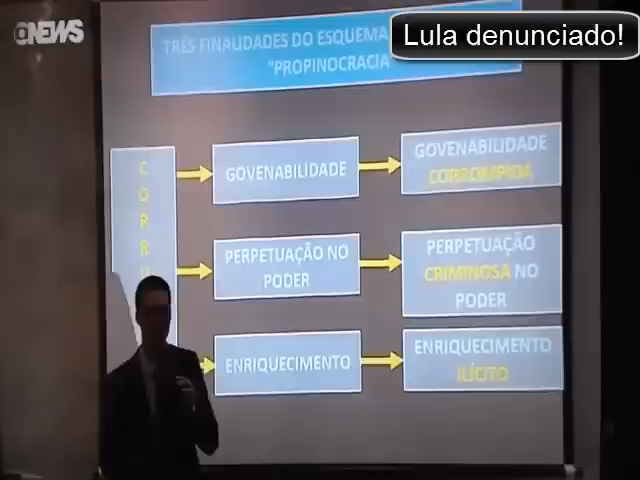 GNEWS
Lula denunciado!
TRÊS FINALIDADES DO ESQUEMA
"PROPINOCRACIA"
C
O
R
R
GOVENABILIDADE
GOVENABILIDADE
CORROMPIDA
PERPETUAÇÃO NO
PODER
PERPETUAÇÃO
CRIMINOSA NO
PODER
ENRIQUECIMENTO
ENRIQUECIMENTO
ILÍCITO